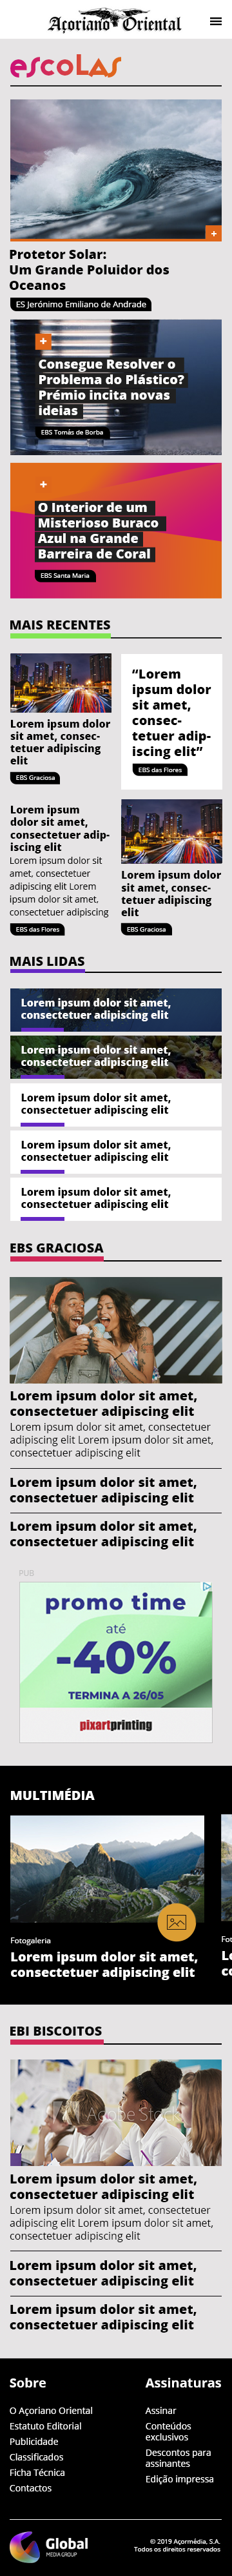 Açoriano Oriental
escolas
Protetor Solar:
Um Grande Poluidor dos
Oceanos
ES Jerónimo Emiliano de Andrade
Consegue Resolver o
Problema do Plástico?
Prémio incita novas
ideias
EBS Tomás de Borba
O Interior de um
Misterioso Buraco
Azul na Grande
Barreira de Coral
EBS Santa Maria
MAIS RECENTES
Lorem ipsum dolor
sit amet, consec-
tetuer adipiscing
elit
EBS Graciosa
“Lorem
ipsum dolor
sit amet,
consec-
tetuer adip-
iscing elit”
EBS das Flores
Lorem ipsum
dolor sit amet,
consectetuer adip-
iscing elit
Lorem ipsum dolor sit
amet, consectetuer
adipiscing elit Lorem
ipsum dolor sit amet,
consectetuer adipiscing
EBS das Flores
Lorem ipsum dolor
sit amet, consec-
tetuer adipiscing
elit
EBS Graciosa
MAIS LIDAS
Lorem ipsum dolor sit amet,
consectetuer adipiscing elit
Lorem ipsum dolor sit amet,
consectetuer adipiscing elit
Lorem ipsum dolor sit amet,
consectetuer adipiscing elit
Lorem ipsum dolor sit amet,
consectetuer adipiscing elit
Lorem ipsum dolor sit amet,
consectetuer adipiscing elit
EBS GRACIOSA
Lorem ipsum dolor sit amet,
consectetuer adipiscing elit
Lorem ipsum dolor sit amet, consectetuer
adipiscing elit Lorem ipsum dolor sit amet,
consectetuer adipiscing elit
Lorem ipsum dolor sit amet,
consectetuer adipiscing elit
Lorem ipsum dolor sit amet,
consectetuer adipiscing elit
PUB
promo time
até
-40%
TERMINA A 26/05
pixartprinting
MULTIMÉDIA
Fotogaleria
Lorem ipsum dolor sit amet,
consectetuer adipiscing elit
EBI BISCOITOS
Adobe Stock
Lorem ipsum dolor sit amet,
consectetuer adipiscing elit
Lorem ipsum dolor sit amet, consectetuer
adipiscing elit Lorem ipsum dolor sit amet,
consectetuer adipiscing elit
Lorem ipsum dolor sit amet,
consectetuer adipiscing elit
Lorem ipsum dolor sit amet,
consectetuer adipiscing elit
Sobre
O Açoriano Oriental
Estatuto Editorial
Publicidade
Classificados
Ficha Técnica
Contactos
Assinaturas
Assinar
Conteúdos
exclusivos
Descontos para
assinantes
Edição impressa
Global
MEDIA GROUP
© 2019 Açormédia, S.A.
Todos os direitos reservados.